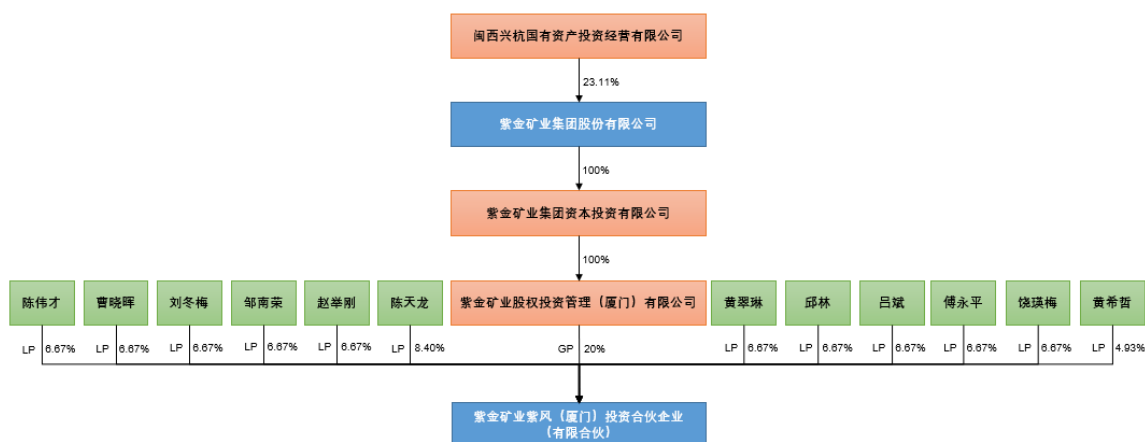 闽西兴杭国有资产投资经营有限公司
23.11%
紫金矿业集团股份有限公司
100%
紫金矿业集团资本投资有限公司
100%
陈伟才
曹晓晖
刘冬梅
邹南荣
赵举刚
陈天龙
紫金矿业股权投资管理（厦门）有限公司
黄翠琳
邱林
吕斌
傅永平
饶瑛梅
黄希哲
LP 6.67%
LP 6.67%
LP 6.67%
LP 6.67%
LP 6.67%
LP 8.40%
GP 20%
LP 6.67%
LP 6.67%
LP 6.67%
LP 6.67%
LP 6.67%
LP 4.93%
紫金矿业紫风（厦门）投资合伙企业
（有限合伙）